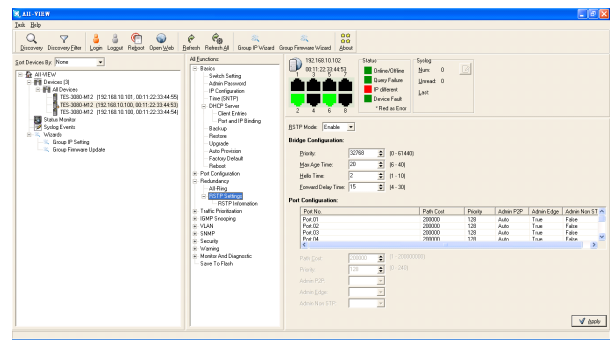 All-VIEW
Tools Help
Discovery Discovery Filter Login Logout Reboot Open Web Refresh Refresh All Group IP Wizard Group Firmware Wizard About
Sort Devices By: None
All-VIEW
Devices (3)
All Devices
TES-3080-M12 (192.168.10.101, 00:11:22:33:44:55)
TES-3080-M12 (192.168.10.100, 00:11:22:33:44:53)
TES-3080-M12 (192.168.10.100, 00:11:22:33:44:54)
Status Monitor
Syslog Events
Wizards
Group IP Setting
Group Firmware Update
All Functions
Basics
Switch Setting
Admin Password
IP Configuration
Time (SNTP)
DHCP Server
Client Entries
Port and IP Binding
Backup
Restore
Upgrade
Auto Provision
Factory Default
Reboot
Port Configuration
Redundancy
All-Ring
RSTP Settings
RSTP Information
Traffic Prioritization
IGMP Snooping
VLAN
SNMP
Security
Warning
Monitor And Diagnostic
Save To Flash
192.168.10.102
00:11:22:33:44:53
1 3 5 7
2 4 6 8
Status
Online/Offline
Query Failure
IP different
Device Fault
* Red as Error
Syslog
Num 0
Unread 0
Last
RSTP Mode: Enable
Bridge Configuration:
Priority: 32768 (0 - 61440)
Max Age Time: 20 (6 - 40)
Hello Time: 2 (1 - 10)
Forward Delay Time: 15 (4 - 30)
Port Configuration:
Port No. Path Cost Priority Admin P2P Admin Edge Admin Non ST
Port.01 200000 128 Auto True False
Port.02 200000 128 Auto True False
Port.03 200000 128 Auto True False
Port.04 200000 128 Auto True False
Path Cost: 200000 (1 - 200000000)
Priority: 128 (0 - 240)
Admin P2P:
Admin Edge:
Admin Non STP:
Apply